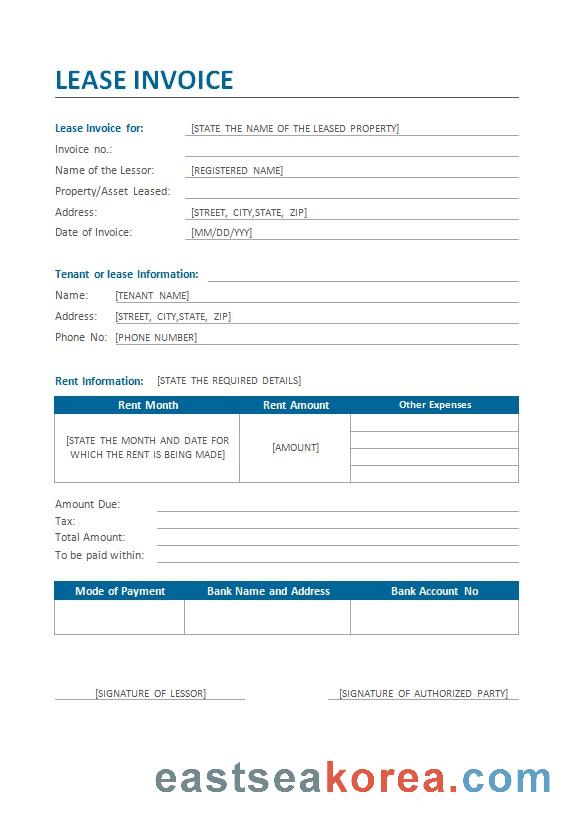 LEASE INVOICE
Lease Invoice for: [STATE THE NAME OF THE LEASED PROPERTY]
Invoice no.:
Name of the Lessor: [REGISTERED NAME]
Property/Asset Leased:
Address: [STREET, CITY,STATE, ZIP]
Date of Invoice: [MM/DD/YYY]
Tenant or lease Information:
Name: [TENANT NAME]
Address: [STREET, CITY,STATE, ZIP]
Phone No: [PHONE NUMBER]
Rent Information: [STATE THE REQUIRED DETAILS]
Rent Month Rent Amount Other Expenses
[STATE THE MONTH AND DATE FOR
WHICH THE RENT IS BEING MADE] [AMOUNT]
Amount Due:
Tax:
Total Amount:
To be paid within:
Mode of Payment Bank Name and Address Bank Account No
[SIGNATURE OF LESSOR] [SIGNATURE OF AUTHORIZED PARTY]
eastseakorea.com